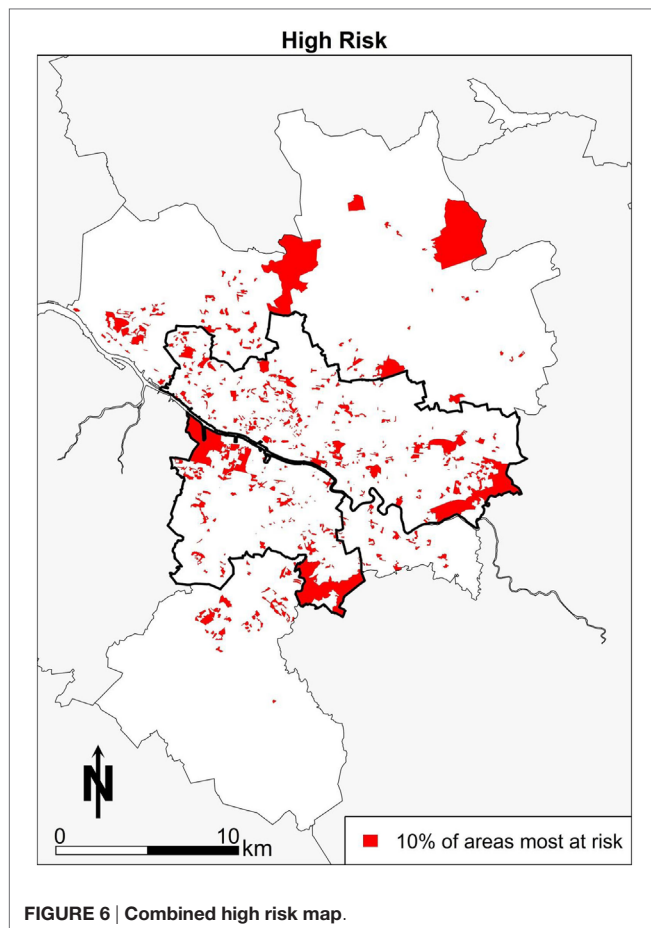 High Risk
N
0 10
km
10% of areas most at risk
FIGURE 6 | Combined high risk map.